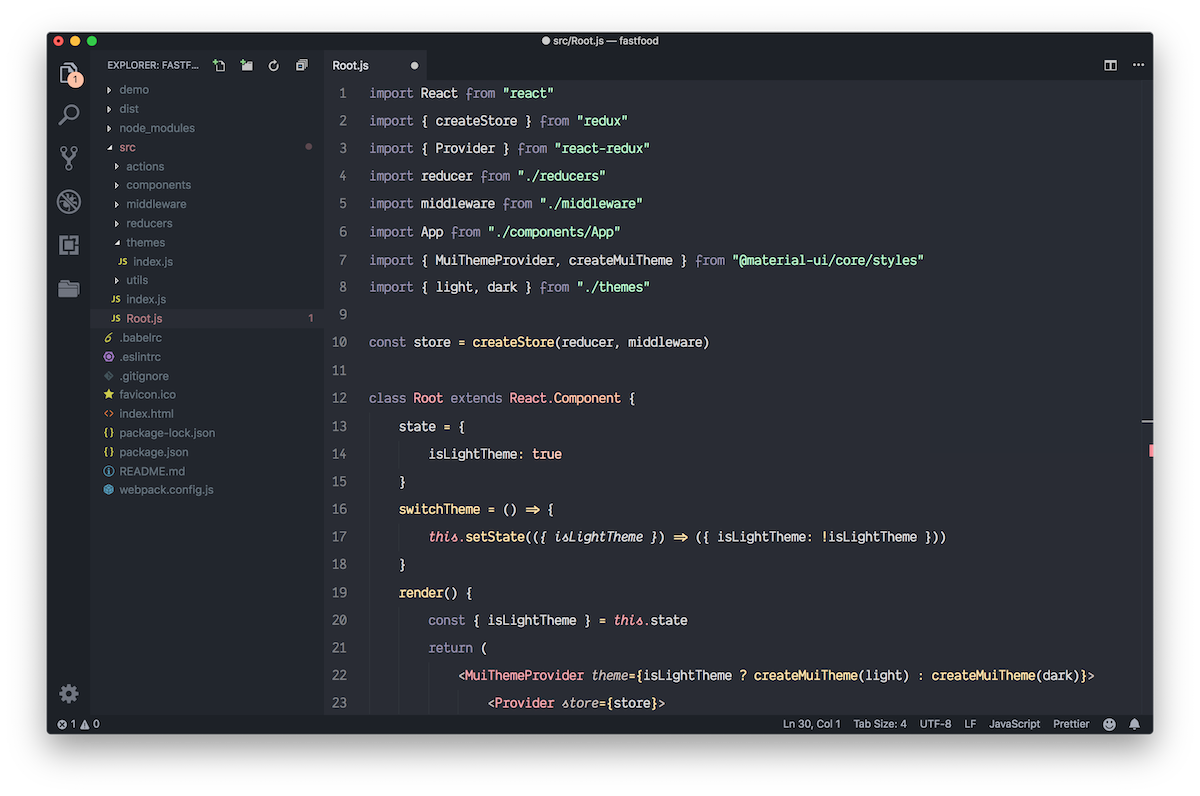 src/Root.js — fastfood
EXPLORER: FASTF...
Root.js
1
demo
dist
node_modules
src
actions
components
middleware
reducers
themes
JS index.js
utils
JS index.js
JS Root.js 1
.babelrc
.eslintrc
.gitignore
favicon.ico
<> index.html
{} package-lock.json
{} package.json
README.md
webpack.config.js
1 import React from "react"
2 import { createStore } from "redux"
3 import { Provider } from "react-redux"
4 import reducer from "./reducers"
5 import middleware from "./middleware"
6 import App from "./components/App"
7 import { MuiThemeProvider, createMuiTheme } from "@material-ui/core/styles"
8 import { light, dark } from "./themes"
9
10 const store = createStore(reducer, middleware)
11
12 class Root extends React.Component {
13 state = {
14 isLightTheme: true
15 }
16 switchTheme = () => {
17 this.setState(({ isLightTheme }) => ({ isLightTheme: !isLightTheme }))
18 }
19 render() {
20 const { isLightTheme } = this.state
21 return (
22 <MuiThemeProvider theme={isLightTheme ? createMuiTheme(light) : createMuiTheme(dark)}>
23 <Provider store={store}>
1 0
Ln 30, Col 1 Tab Size: 4 UTF-8 LF JavaScript Prettier